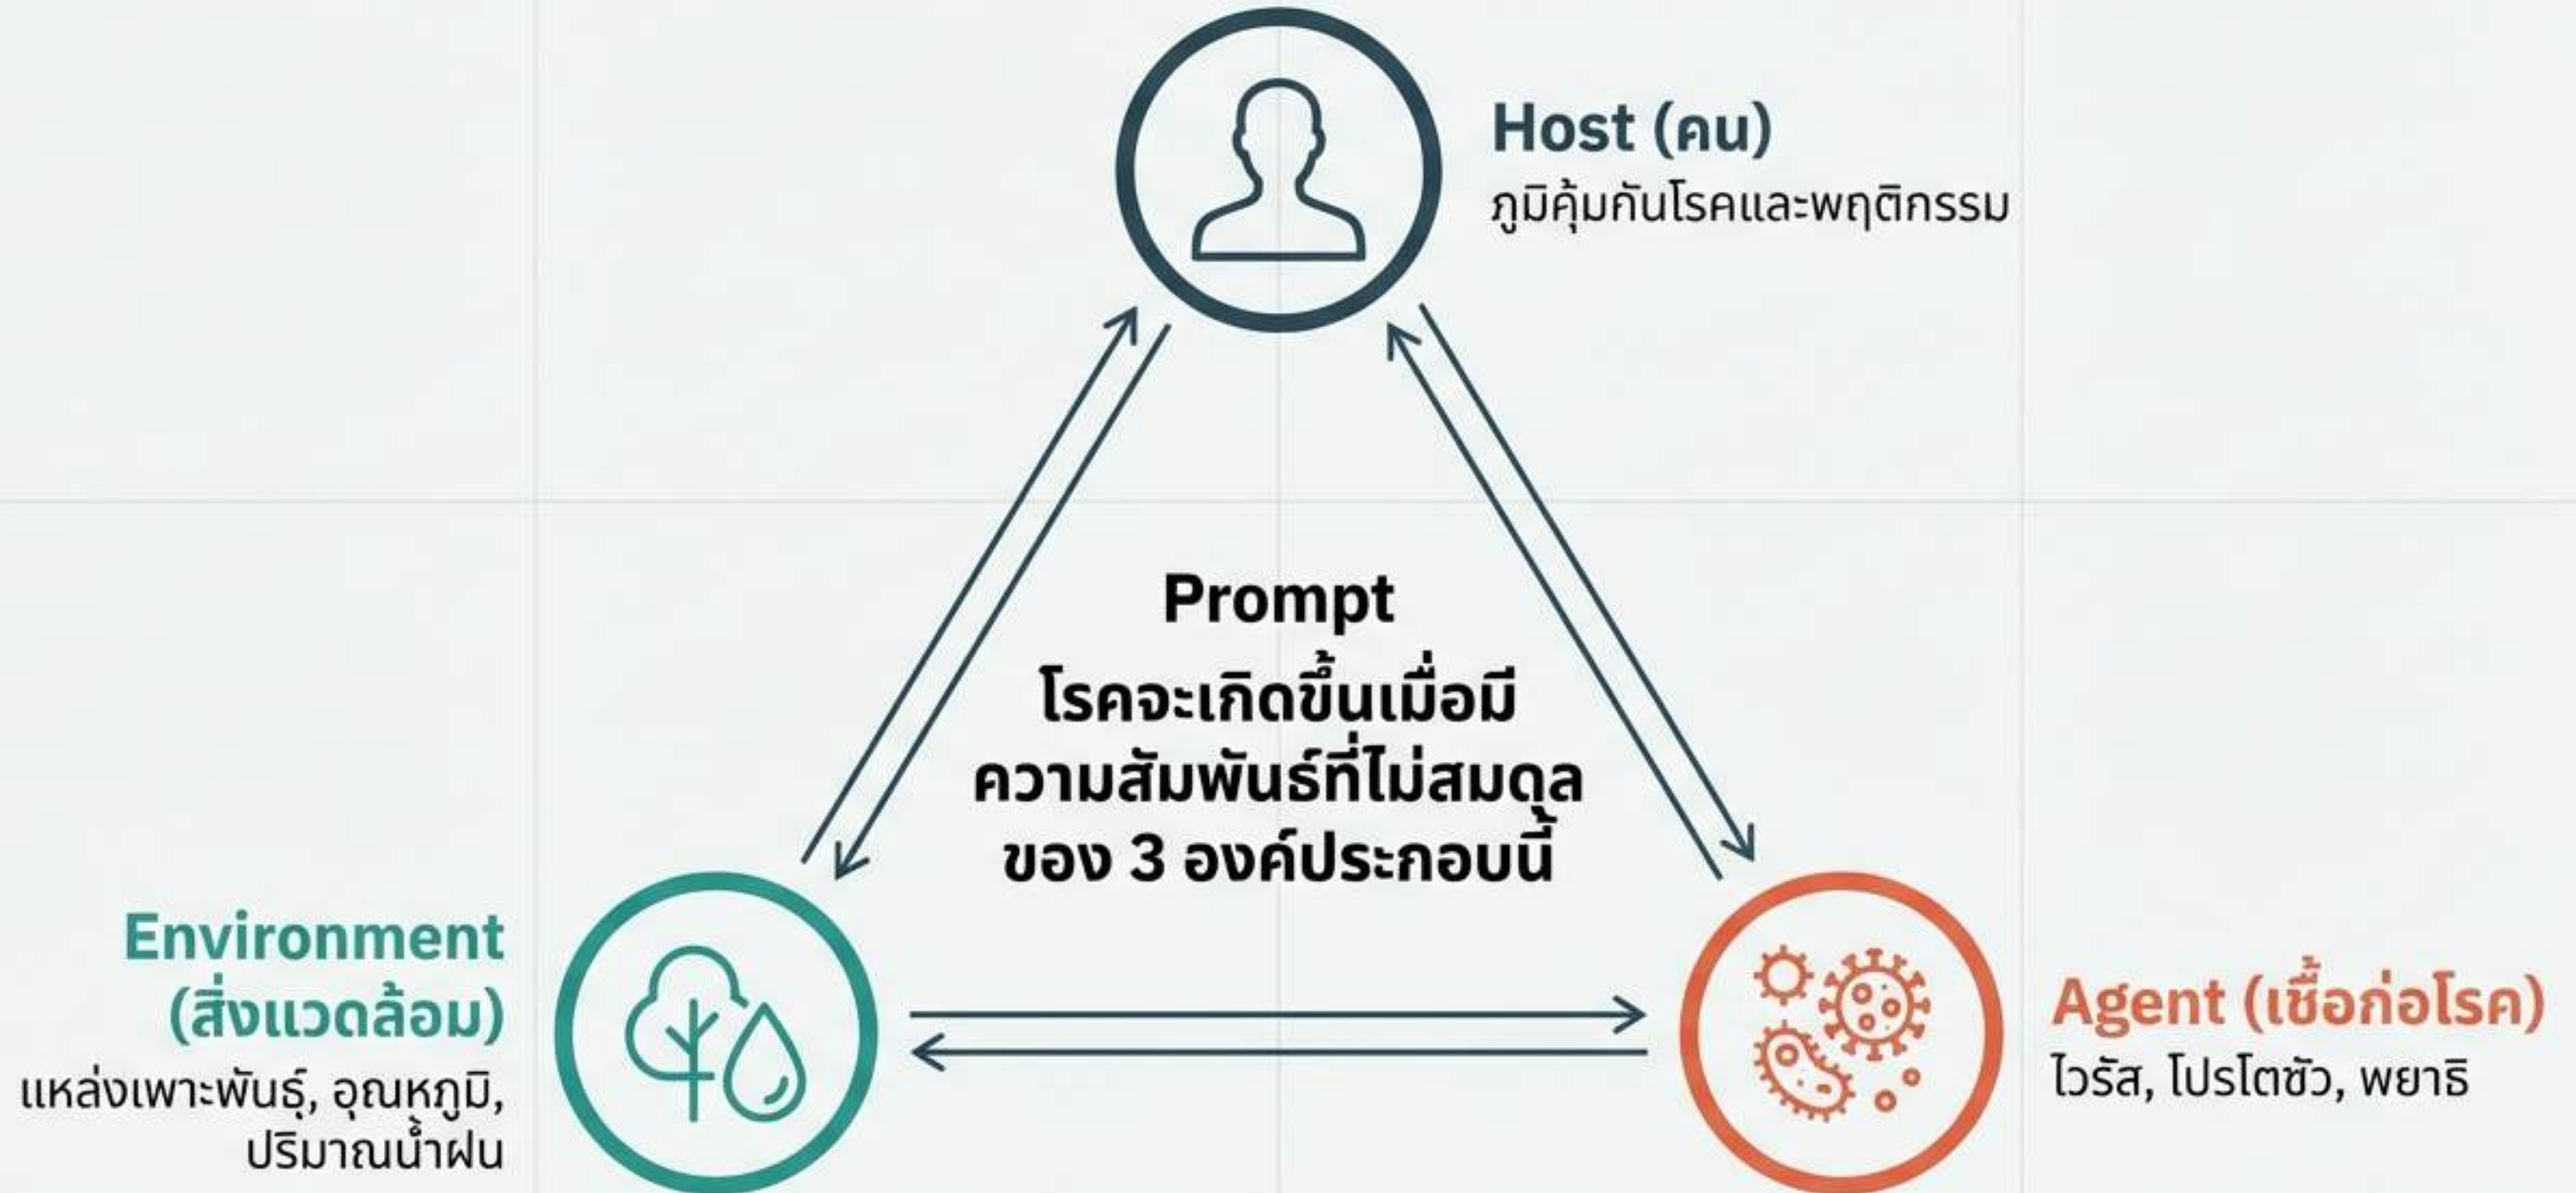 Host (คน)
ภูมิคุ้มกันโรคและพฤติกรรม
Prompt
โรคจะเกิดขึ้นเมื่อมี
ความสัมพันธ์ที่ไม่สมดุล
ของ 3 องค์ประกอบนี้
Environment
(สิ่งแวดล้อม)
แหล่งเพาะพันธุ์, อุณหภูมิ,
ปริมาณน้ำฝน
Agent (เชื้อก่อโรค)
ไวรัส, โปรโตซัว, พยาธิ